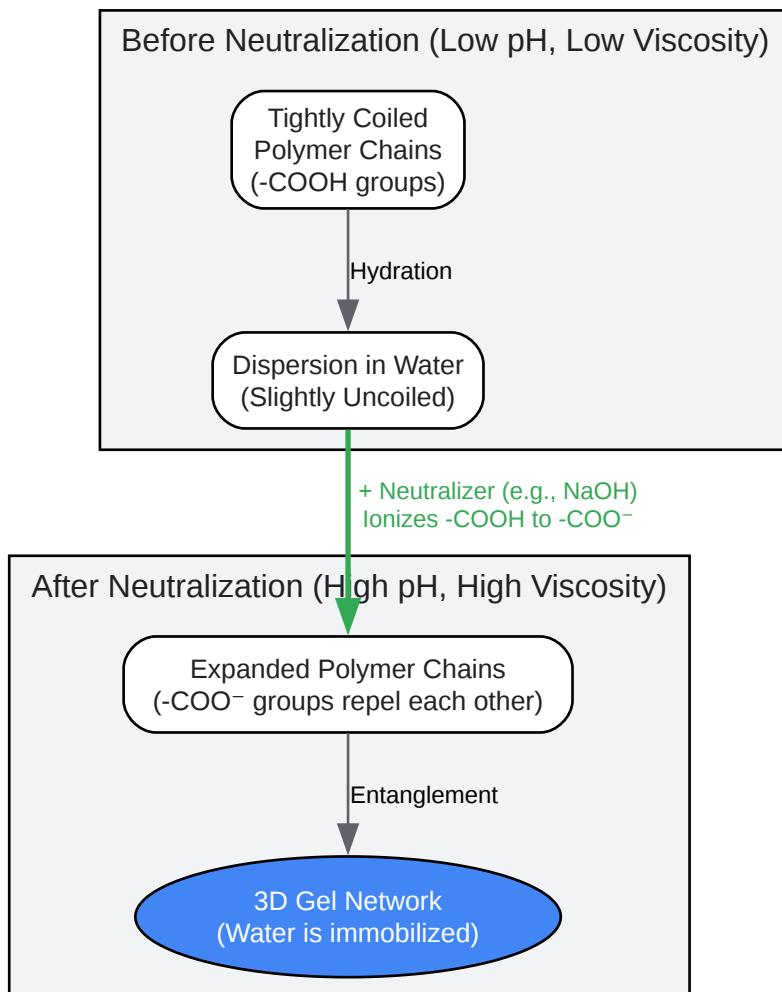 Before Neutralization (Low pH, Low Viscosity)
Tightly Coiled
Polymer Chains
(-COOH groups)
Hydration
Dispersion in Water
(Slightly Uncoiled)
+ Neutralizer (e.g., NaOH)
Ionizes -COOH to -COO⁻
After Neutralization (High pH, High Viscosity)
Expanded Polymer Chains
(-COO⁻ groups repel each other)
Entanglement
3D Gel Network
(Water is immobilized)